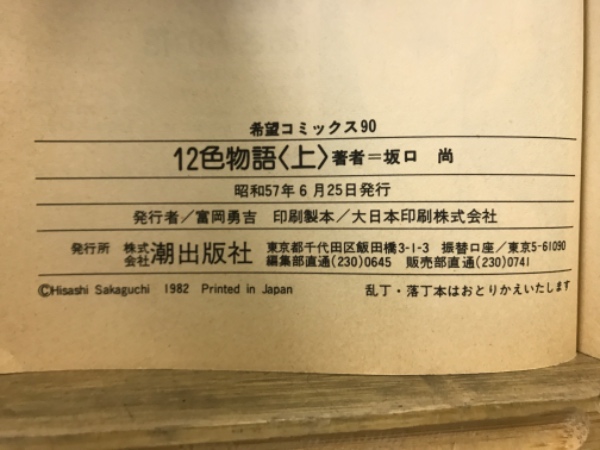 希望コミックス90
12色物語〈上〉著者=坂口 尚
昭和57年6月25日発行
発行者/富岡勇吉 印刷製本/大日本印刷株式会社
発行所 株式会社 潮出版社 東京都千代田区飯田橋3-1-3 振替口座/東京5-61090
編集部直通(230)0645 販売部直通(230)0741
©Hisashi Sakaguchi 1982 Printed in Japan 乱丁・落丁本はおとりかえいたします